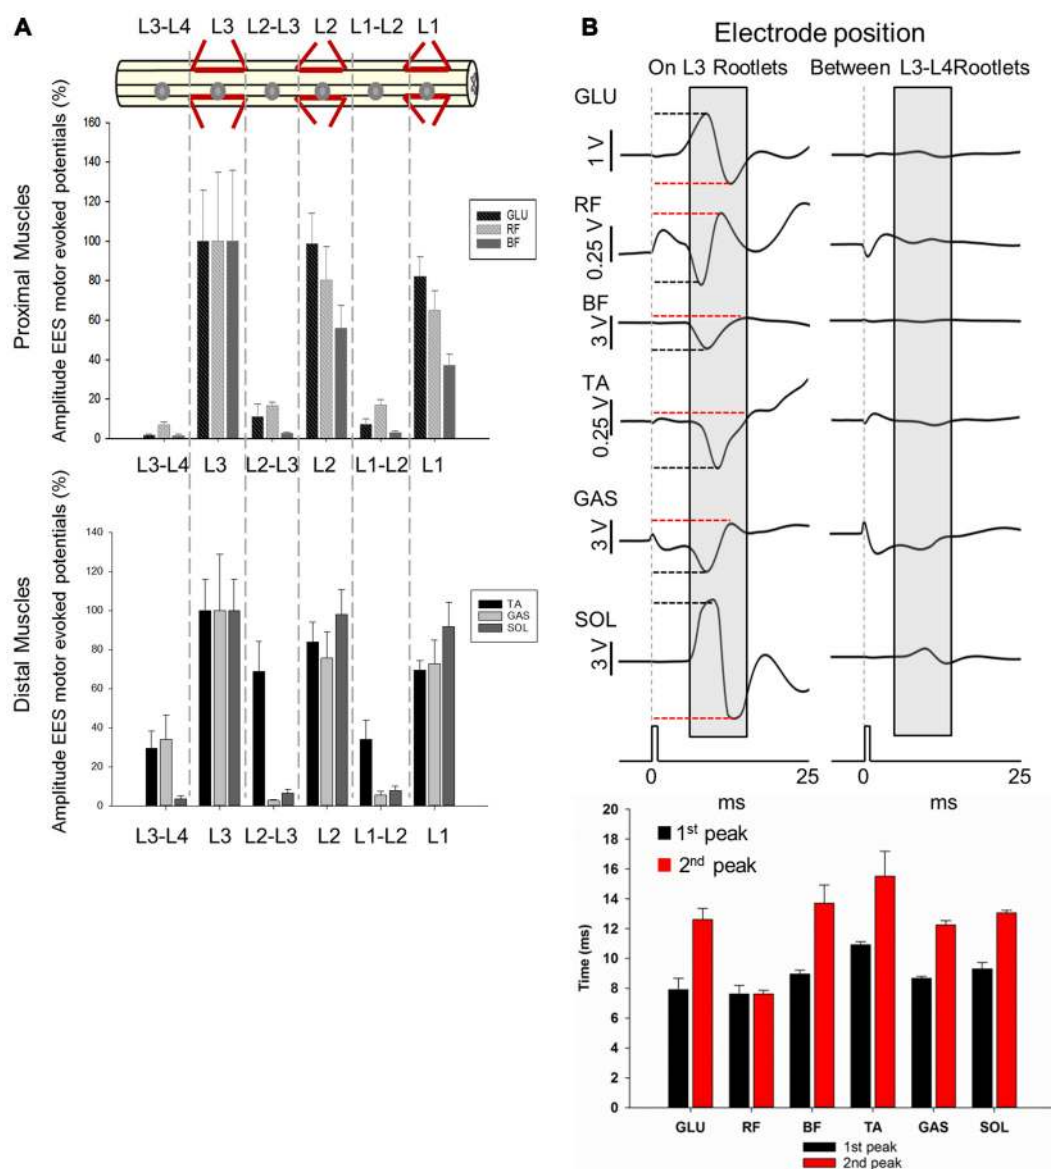 A
L3-L4 L3 L2-L3 L2 L1-L2 L1
Proximal Muscles
Amplitude EES motor evoked potentials (%)
160
140
120
100
80
60
40
20
0
GLU
RF
BF
L3-L4 L3 L2-L3 L2 L1-L2 L1
Distal Muscles
Amplitude EES motor evoked potentials (%)
140
120
100
80
60
40
20
0
TA
GAS
SOL
L3-L4 L3 L2-L3 L2 L1-L2 L1
B
Electrode position
On L3 Rootlets Between L3-L4Rootlets
GLU
1 V
RF
0.25 V
BF
3 V
TA
0.25 V
GAS
3 V
SOL
3 V
0 25 0 25
ms ms
20
18
16
14
12
10
8
6
4
2
0
Time (ms)
1st peak
2nd peak
GLU RF BF TA GAS SOL
1st peak
2nd peak